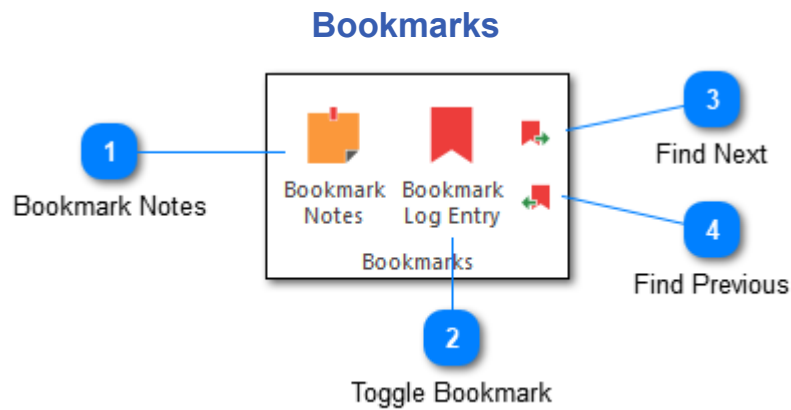 Bookmarks
3
Find Next
1
Bookmark Notes
Bookmark
Notes
Bookmark
Log Entry
Bookmarks
4
Find Previous
2
Toggle Bookmark